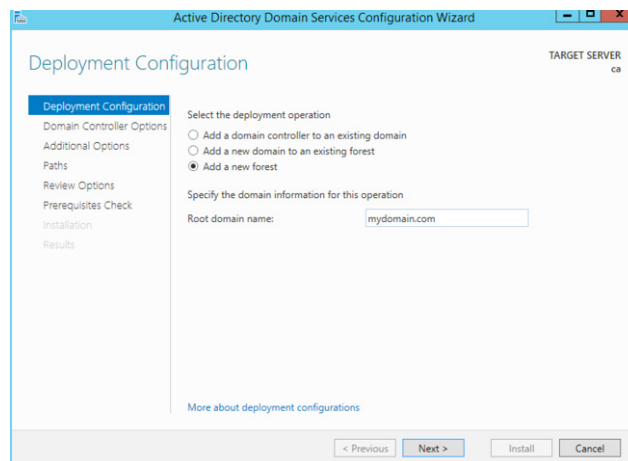 Active Directory Domain Services Configuration Wizard
Deployment Configuration
TARGET SERVER
ca
Deployment Configuration
Domain Controller Options
Additional Options
Paths
Review Options
Prerequisites Check
Installation
Results
Select the deployment operation
Add a domain controller to an existing domain
Add a new domain to an existing forest
Add a new forest
Specify the domain information for this operation
Root domain name: mydomain.com
More about deployment configurations
< Previous Next > Install Cancel